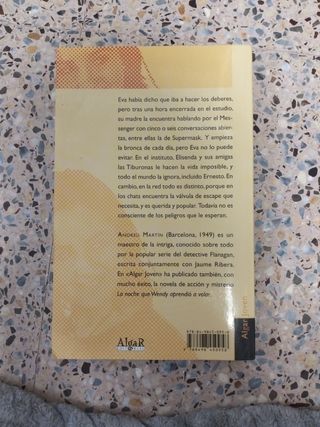 Eva había dicho que iba a hacer los deberes,
pero tras una hora encerrada en el estudio,
su madre la encuentra hablando por el Mes-
senger con cinco o seis conversaciones abier-
tas, entre ellas la de Supermask. Y empieza
la bronca de cada día, pero Eva no lo puede
evitar. En el instituto, Elisenda y sus amigas
las Tiburonas le hacen la vida imposible, y
todo el mundo la ignora, incluido Ernesto. En
cambio, en la red todo es distinto, porque en
los chats encuentra la válvula de escape que
necesita, y es querida y popular. Todavía no es
consciente de los peligros que le esperan.
Andreu Martín (Barcelona, 1949) es un
maestro de la intriga, conocido sobre todo
por la popular serie del detective Flanagan,
escrita conjuntamente con Jaume Ribera.
En «Algar Joven» ha publicado también, con
mucho éxito, la novela de acción y misterio
La noche que Wendy aprendió a volar.
Algar
Algar Joven